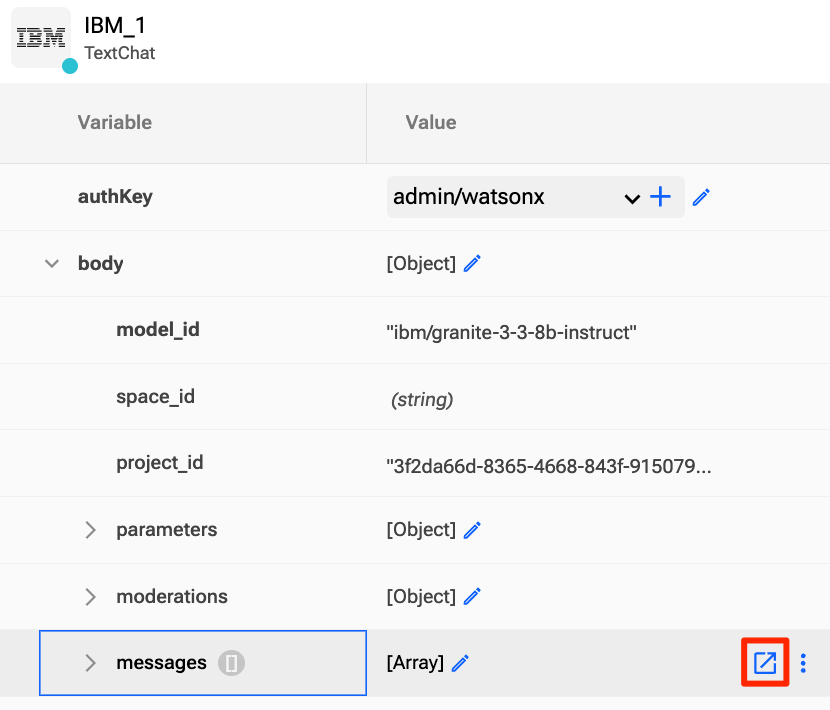 IBM
IBM_1
TextChat
Variable Value
authKey admin/watsonx
body [Object]
model_id "ibm/granite-3-3-8b-instruct"
space_id (string)
project_id "3f2da66d-8365-4668-843f-915079...
parameters [Object]
moderations [Object]
messages [] [Array]